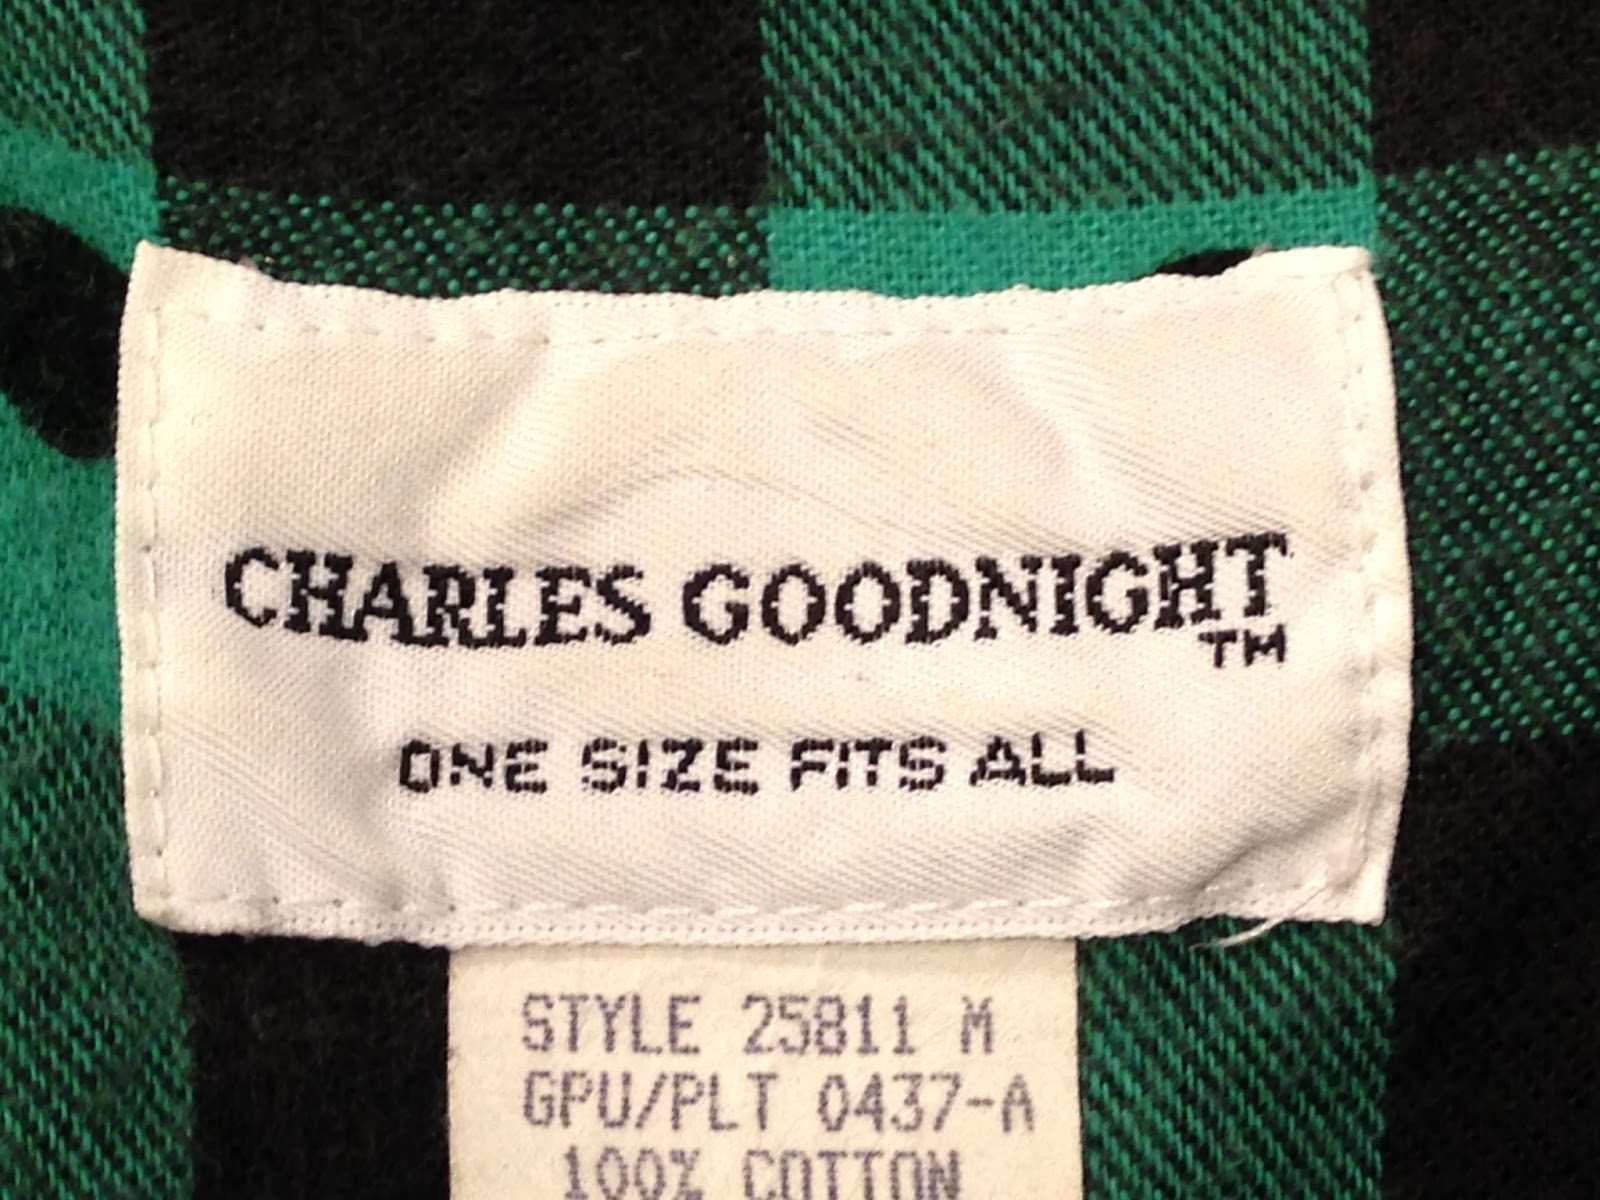 CHARLES GOODNIGHT
TM
ONE SIZE FITS ALL
STYLE 25811 M
GPU/PLT 0437-A
100% COTTON